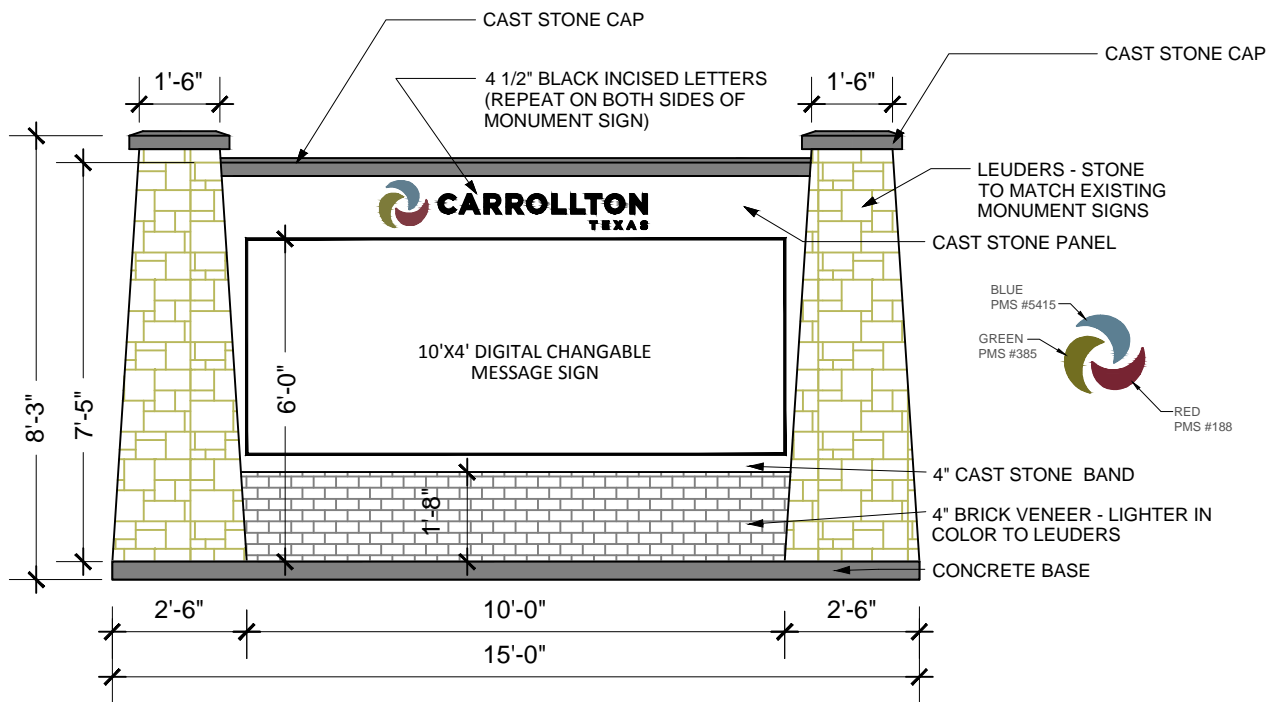 CAST STONE CAP
CAST STONE CAP
1'-6"
4 1/2" BLACK INCISED LETTERS
(REPEAT ON BOTH SIDES OF
MONUMENT SIGN)
1'-6"
LEUDERS - STONE
TO MATCH EXISTING
MONUMENT SIGNS
CARROLLTON
TEXAS
CAST STONE PANEL
BLUE
PMS #5415
GREEN
PMS #385
RED
PMS #188
10'X4' DIGITAL CHANGABLE
MESSAGE SIGN
8'-3"
7'-5"
6'-0"
1'-8"
4" CAST STONE BAND
4" BRICK VENEER - LIGHTER IN
COLOR TO LEUDERS
CONCRETE BASE
2'-6"
10'-0"
2'-6"
15'-0"